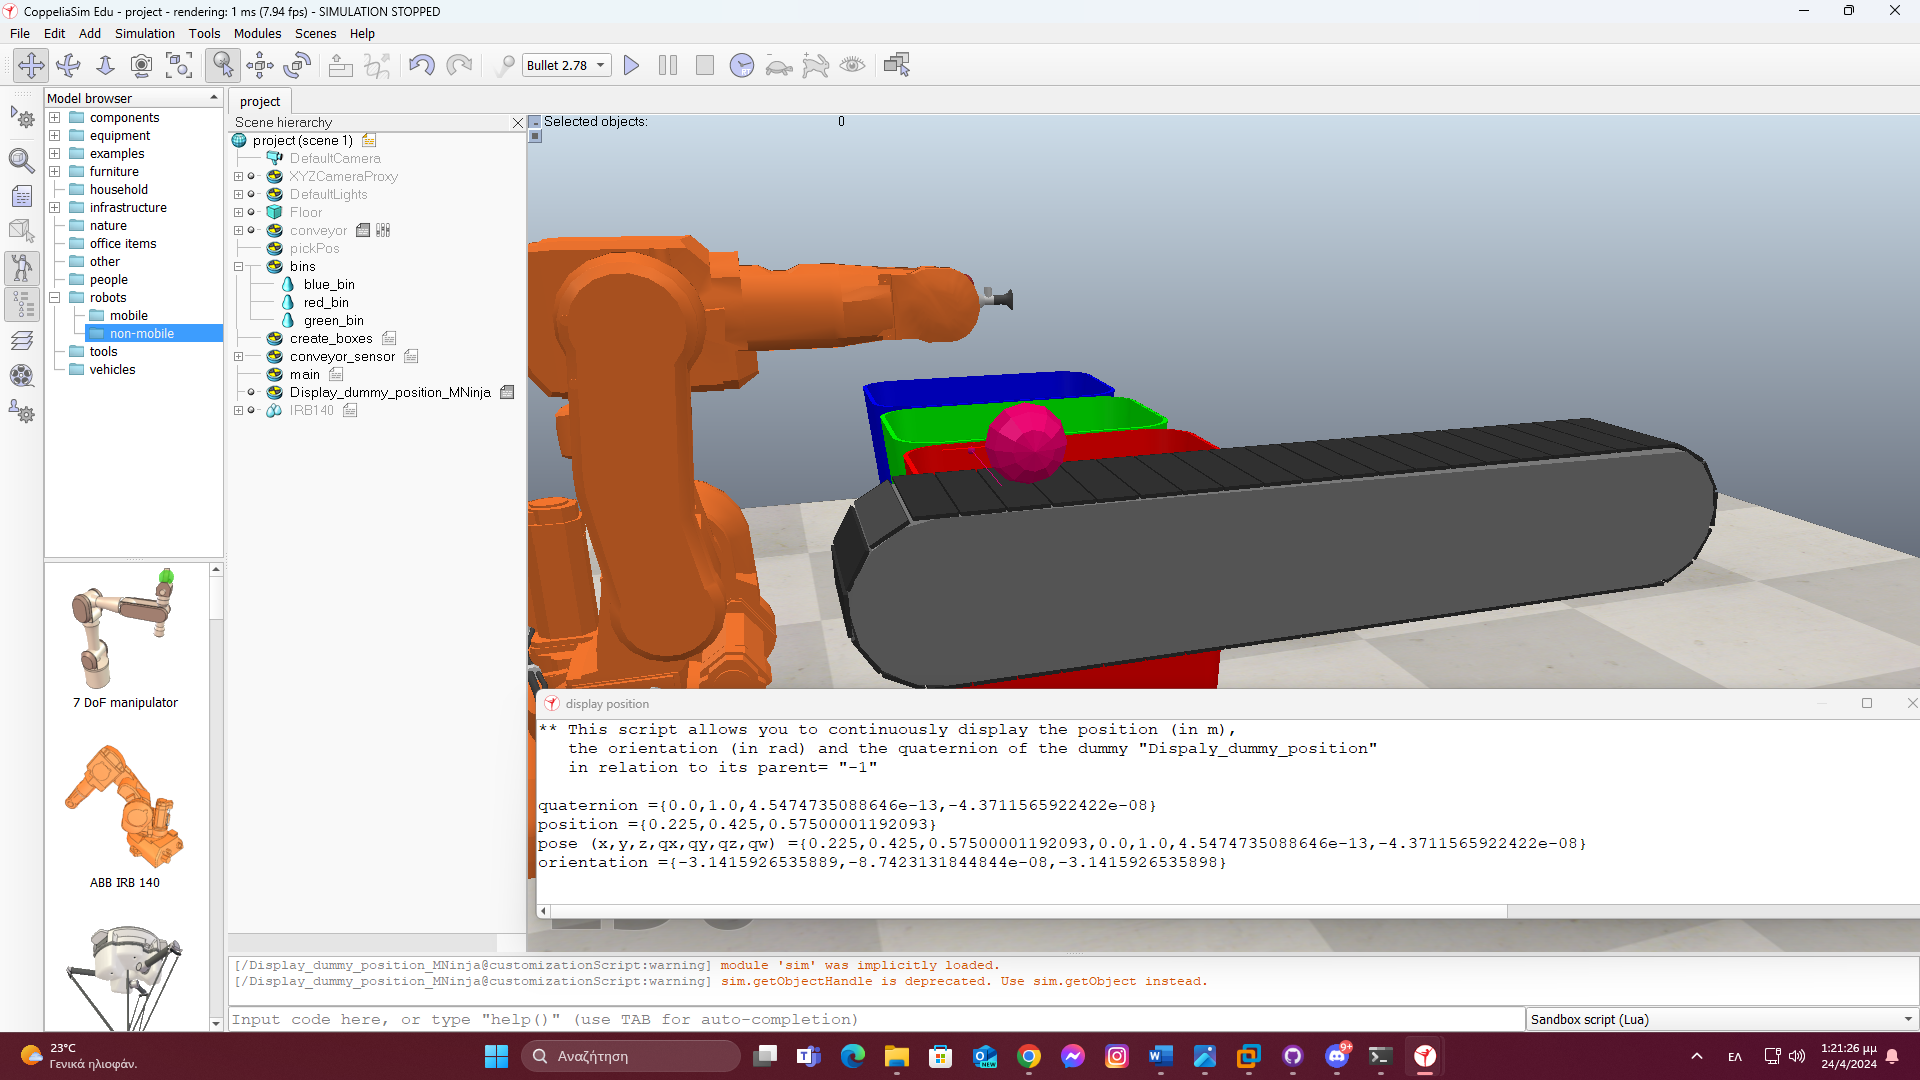 CoppeliaSim Edu - project - rendering: 1 ms (7.94 fps) - SIMULATION STOPPED
File Edit Add Simulation Tools Modules Scenes Help
Bullet 2.78
Model browser
components
equipment
examples
furniture
household
infrastructure
nature
office items
other
people
robots
mobile
non-mobile
tools
vehicles
7 DoF manipulator
ABB IRB 140
project
Scene hierarchy
project (scene 1)
DefaultCamera
XYZCameraProxy
DefaultLights
Floor
conveyor
pickPos
bins
blue_bin
red_bin
green_bin
create_boxes
conveyor_sensor
main
Display_dummy_position_MNinja
IRB140
Selected objects: 0
display position
** This script allows you to continuously display the position (in m),
the orientation (in rad) and the quaternion of the dummy "Dispaly_dummy_position"
in relation to its parent= "-1"
quaternion ={0.0,1.0,4.5474735088646e-13,-4.3711565922422e-08}
position ={0.225,0.425,0.57500001192093}
pose (x,y,z,qx,qy,qz,qw) ={0.225,0.425,0.57500001192093,0.0,1.0,4.5474735088646e-13,-4.3711565922422e-08}
orientation ={-3.1415926535889,-8.7423131844844e-08,-3.1415926535898}
[/Display_dummy_position_MNinja@customizationScript:warning] module 'sim' was implicitly loaded.
[/Display_dummy_position_MNinja@customizationScript:warning] sim.getObjectHandle is deprecated. Use sim.getObject instead.
Input code here, or type "help()" (use TAB for auto-completion)
Sandbox script (Lua)
23°C
Γενικά ηλιοφάν.
Αναζήτηση
NEW
9+
ΕΛ
1:21:26 μμ
24/4/2024